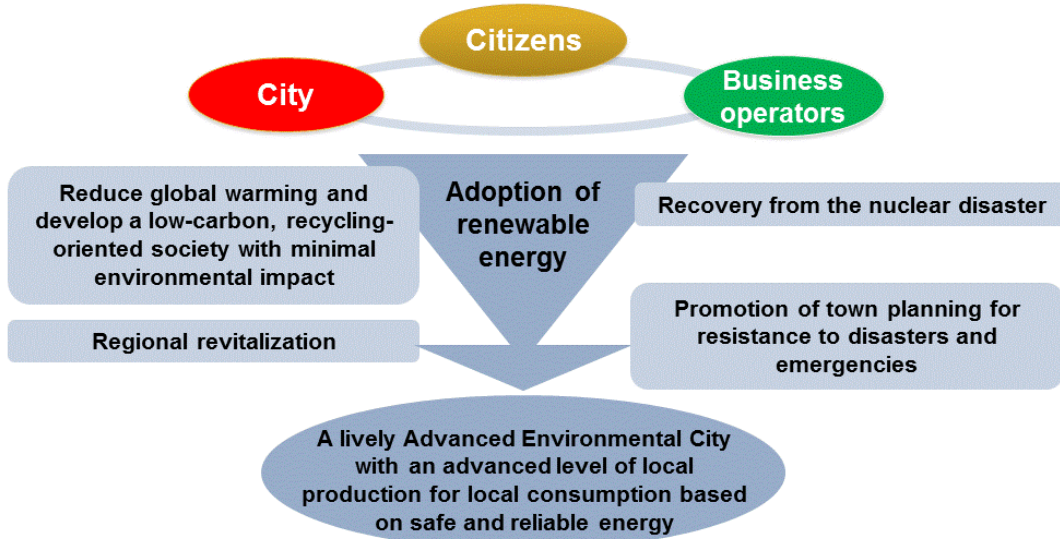 Citizens
City
Business
operators
Adoption of
renewable
energy
Reduce global warming and
develop a low-carbon, recycling-
oriented society with minimal
environmental impact
Recovery from the nuclear disaster
Regional revitalization
Promotion of town planning for
resistance to disasters and
emergencies
A lively Advanced Environmental City
with an advanced level of local
production for local consumption based
on safe and reliable energy